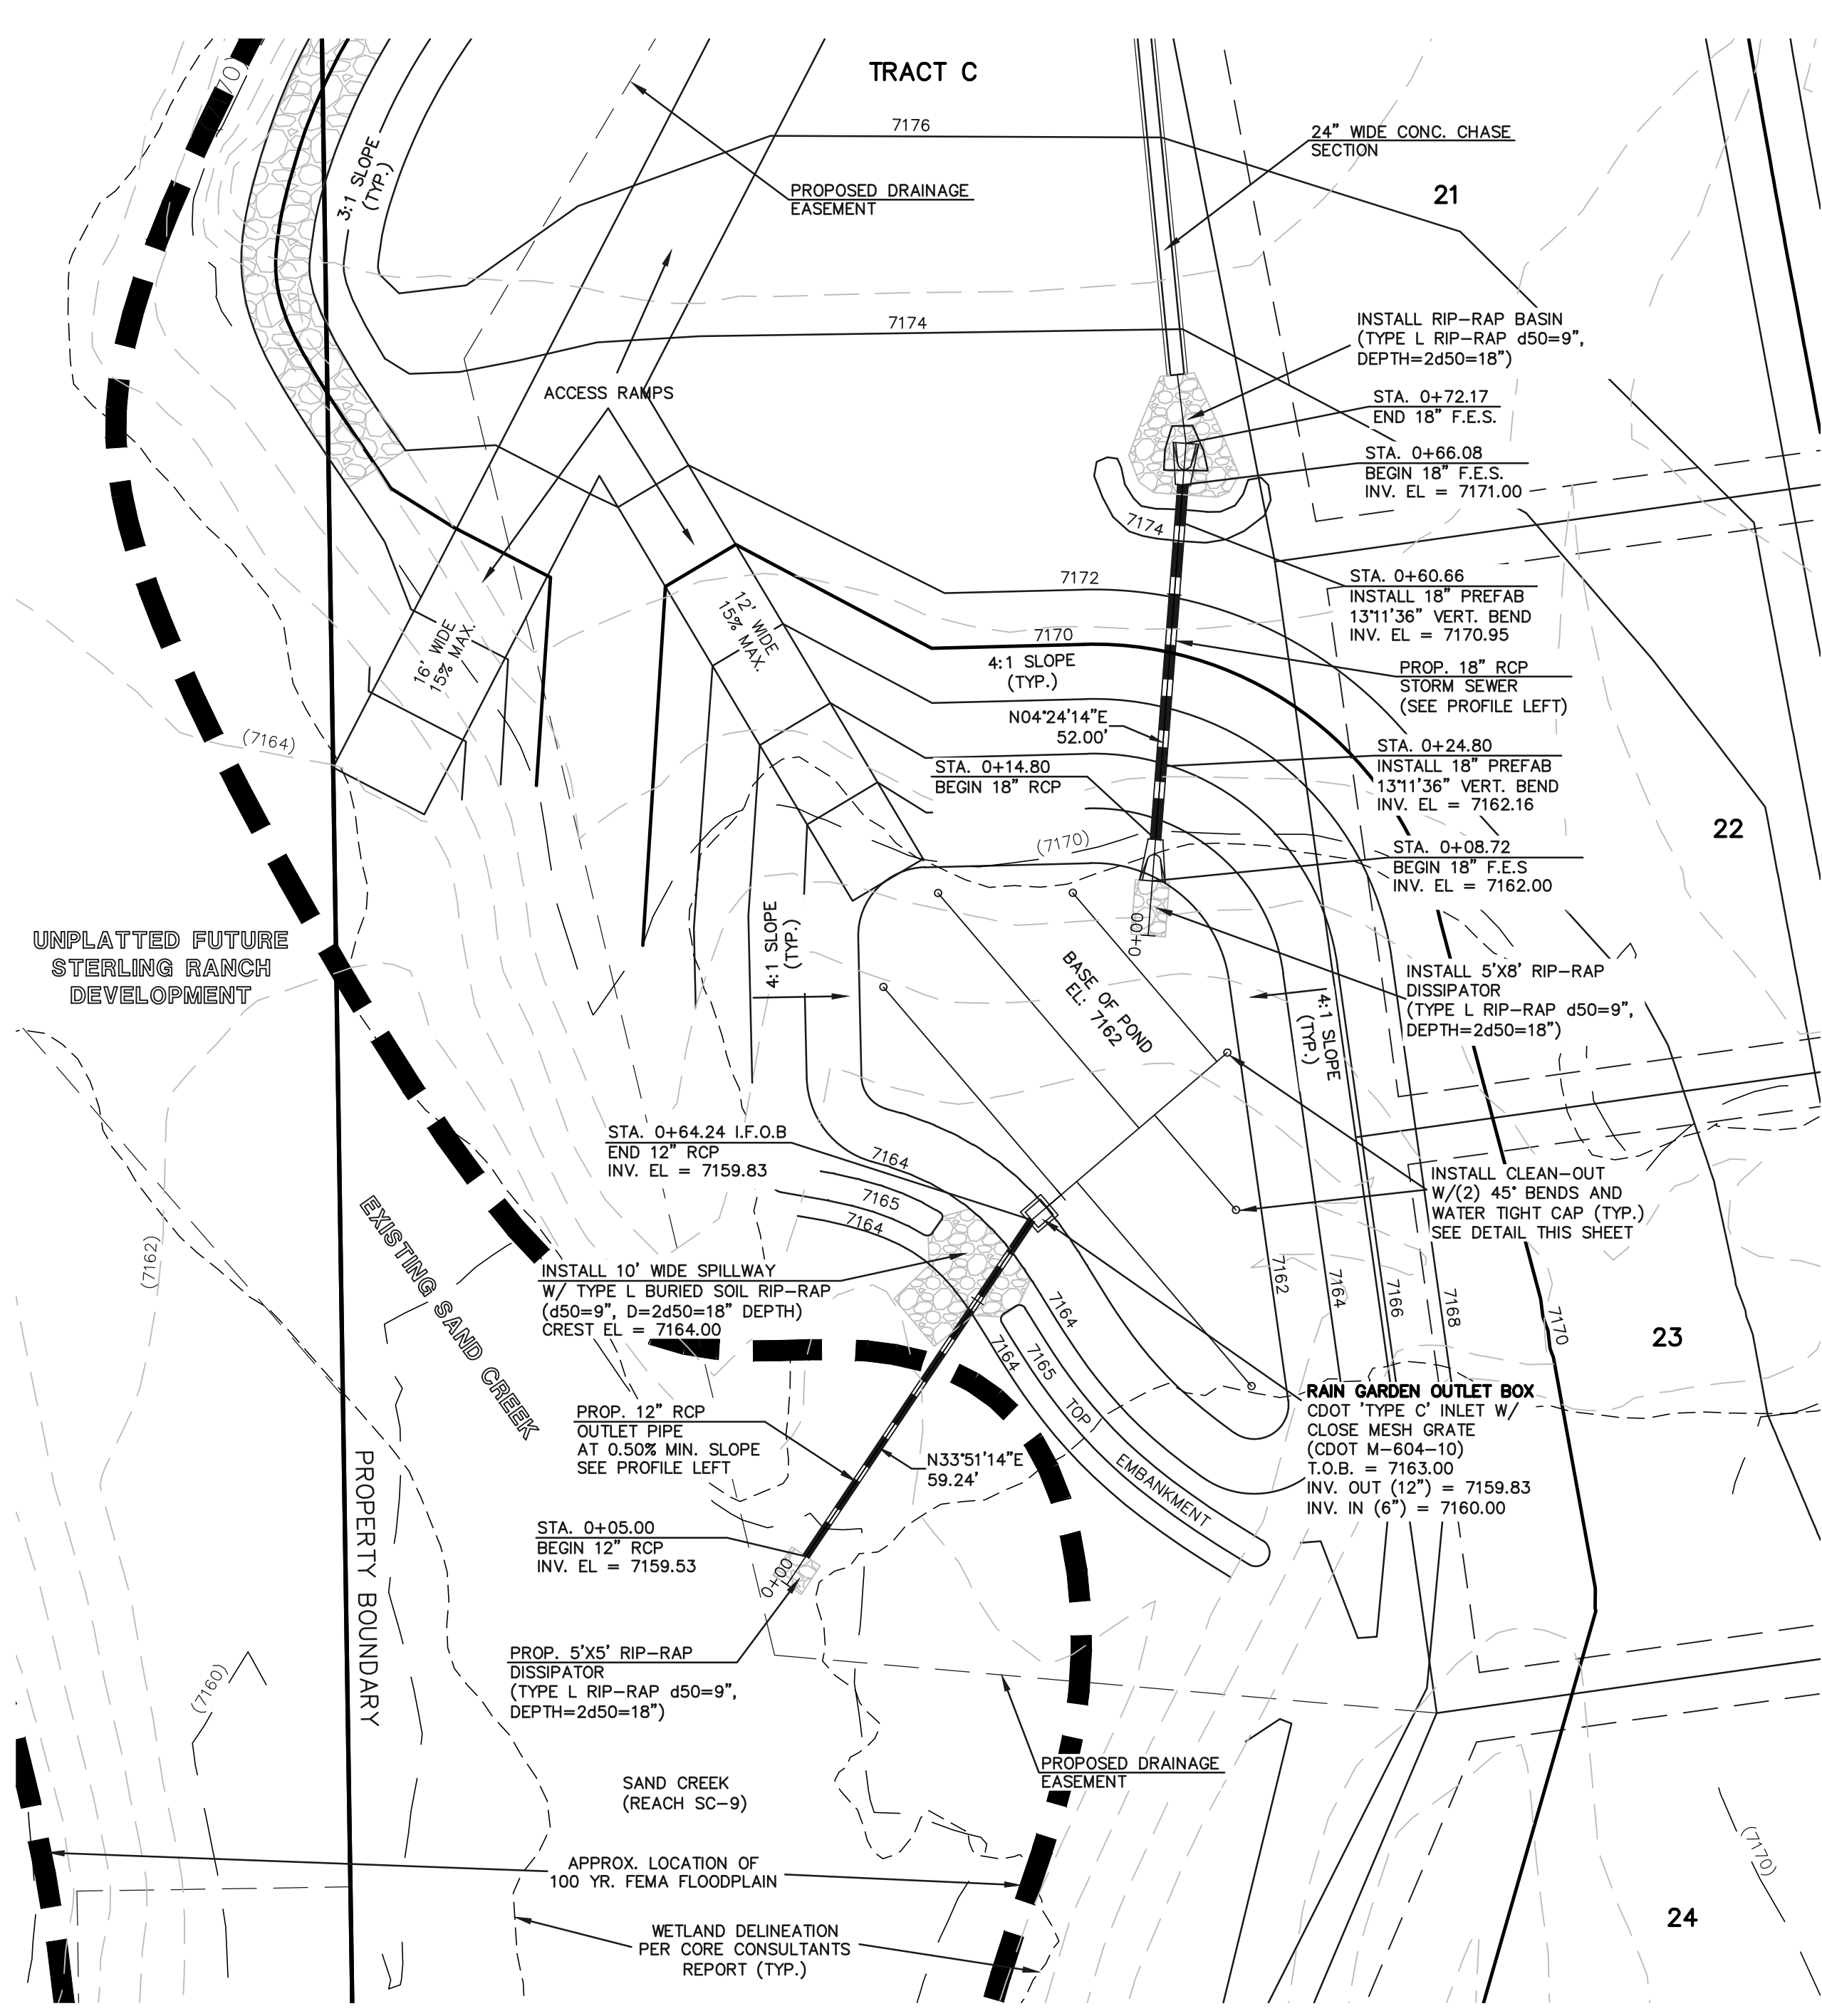 TRACT C
(7170)
7176
24" WIDE CONC. CHASE
SECTION
3:1 SLOPE
(TYP.)
PROPOSED DRAINAGE
EASEMENT
21
7174
INSTALL RIP-RAP BASIN
(TYPE L RIP-RAP d50=9",
DEPTH=2d50=18")
ACCESS RAMPS
STA. 0+72.17
END 18" F.E.S.
STA. 0+66.08
BEGIN 18" F.E.S.
INV. EL = 7171.00
7174
7172
STA. 0+60.66
INSTALL 18" PREFAB
13°11'36" VERT. BEND
INV. EL = 7170.95
16' WIDE
15% MAX.
12' WIDE
15% MAX.
7170
4:1 SLOPE
(TYP.)
PROP. 18" RCP
STORM SEWER
(SEE PROFILE LEFT)
N04°24'14"E
52.00'
(7164)
STA. 0+24.80
INSTALL 18" PREFAB
13°11'36" VERT. BEND
INV. EL = 7162.16
STA. 0+14.80
BEGIN 18" RCP
22
(7170)
STA. 0+08.72
BEGIN 18" F.E.S
INV. EL = 7162.00
UNPLATTED FUTURE
STERLING RANCH
DEVELOPMENT
4:1 SLOPE
(TYP.)
0+00
BASE OF POND
EL: 7162
INSTALL 5'X8' RIP-RAP
DISSIPATOR
(TYPE L RIP-RAP d50=9",
DEPTH=2d50=18")
4:1 SLOPE
(TYP.)
STA. 0+64.24 I.F.O.B
END 12" RCP
INV. EL = 7159.83
7164
7165
7164
INSTALL CLEAN-OUT
W/(2) 45° BENDS AND
WATER TIGHT CAP (TYP.)
SEE DETAIL THIS SHEET
(7162)
EXISTING SAND CREEK
INSTALL 10' WIDE SPILLWAY
W/ TYPE L BURIED SOIL RIP-RAP
(d50=9", D=2d50=18" DEPTH)
CREST EL = 7164.00
7162
7164
7166
7168
7170
7164
7164
7165
23
TOP
EMBANKMENT
RAIN GARDEN OUTLET BOX
CDOT 'TYPE C' INLET W/
CLOSE MESH GRATE
(CDOT M-604-10)
T.O.B. = 7163.00
INV. OUT (12") = 7159.83
INV. IN (6") = 7160.00
PROP. 12" RCP
OUTLET PIPE
AT 0.50% MIN. SLOPE
SEE PROFILE LEFT
N33°51'14"E
59.24'
PROPERTY BOUNDARY
STA. 0+05.00
BEGIN 12" RCP
INV. EL = 7159.53
0+00
PROP. 5'X5' RIP-RAP
DISSIPATOR
(TYPE L RIP-RAP d50=9",
DEPTH=2d50=18")
(7160)
PROPOSED DRAINAGE
EASEMENT
SAND CREEK
(REACH SC-9)
APPROX. LOCATION OF
100 YR. FEMA FLOODPLAIN
(7170)
WETLAND DELINEATION
PER CORE CONSULTANTS
REPORT (TYP.)
24